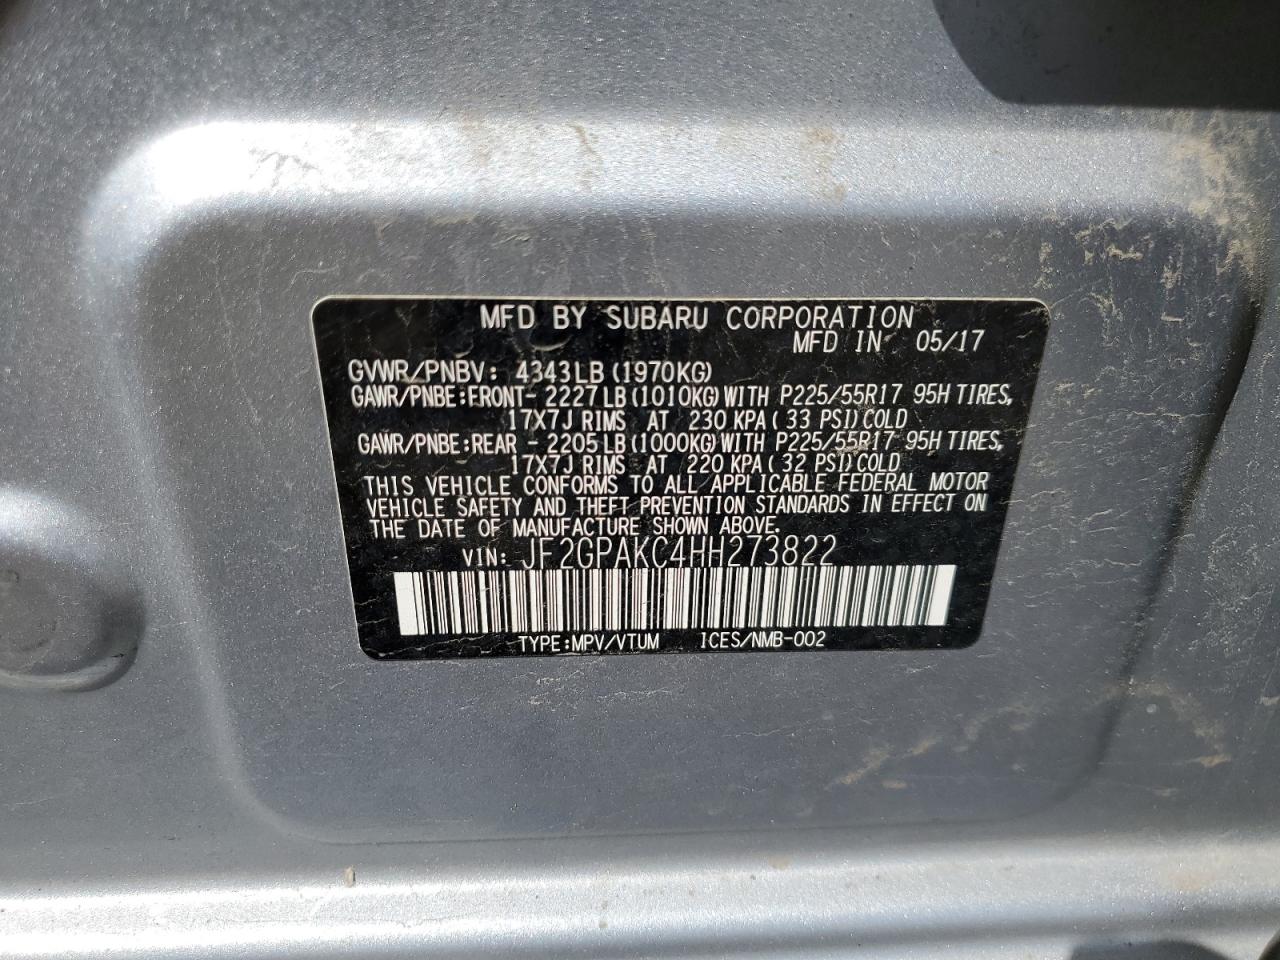 MFD BY SUBARU CORPORATION
MFD IN 05/17
GVWR/PNBV: 4343LB(1970KG)
GAWR/PNBE:FRONT- 2227LB(1010KG)WITH P225/55R17 95H TIRES,
17X7J RIMS AT 230 KPA( 33 PSI)COLD
GAWR/PNBE:REAR - 2205LB(1000KG)WITH P225/55R17 95H TIRES,
17X7J RIMS AT 220 KPA( 32 PSI)COLD
THIS VEHICLE CONFORMS TO ALL APPLICABLE FEDERAL MOTOR
VEHICLE SAFETY AND THEFT PREVENTION STANDARDS IN EFFECT ON
THE DATE OF MANUFACTURE SHOWN ABOVE.
VIN: JF2GPAKC4HH273822
TYPE:MPV/VTUM ICES/NMB-002